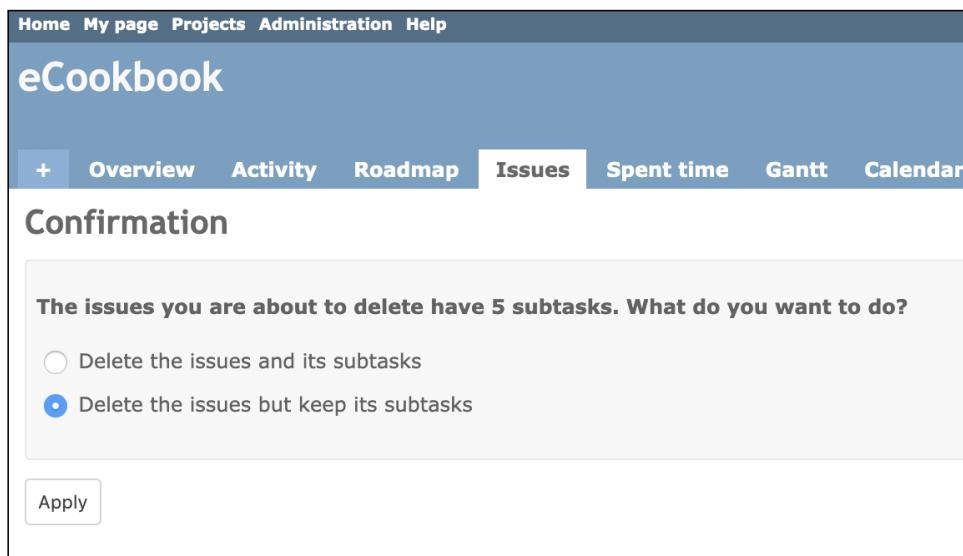 Home My page Projects Administration Help
eCookbook
+ Overview Activity Roadmap Issues Spent time Gantt Calendar
Confirmation
The issues you are about to delete have 5 subtasks. What do you want to do?
Delete the issues and its subtasks
Delete the issues but keep its subtasks
Apply